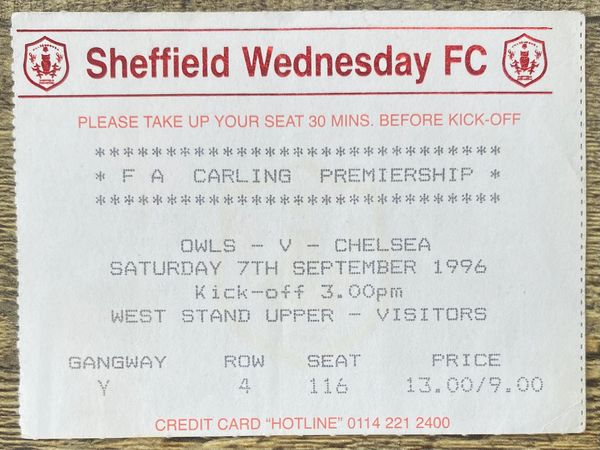 Sheffield Wednesday FC
PLEASE TAKE UP YOUR SEAT 30 MINS. BEFORE KICK-OFF
*****************************
* F A CARLING PREMIERSHIP *
*****************************
OWLS - V - CHELSEA
SATURDAY 7TH SEPTEMBER 1996
Kick-off 3.00pm
WEST STAND UPPER - VISITORS
GANGWAY ROW SEAT PRICE
Y 4 116 13.00/9.00
CREDIT CARD "HOTLINE" 0114 221 2400